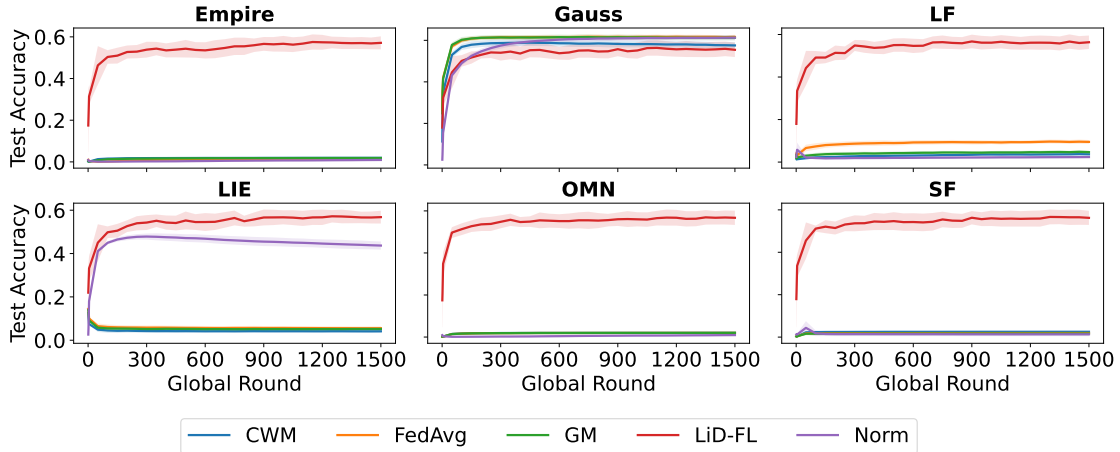 Empire Gauss LF
Test Accuracy
0.6
0.4
0.2
0.0
LIE OMN SF
Test Accuracy
0.6
0.4
0.2
0.0
0 300 600 900 1200 1500 0 300 600 900 1200 1500 0 300 600 900 1200 1500
Global Round Global Round Global Round
CWM FedAvg GM LiD-FL Norm